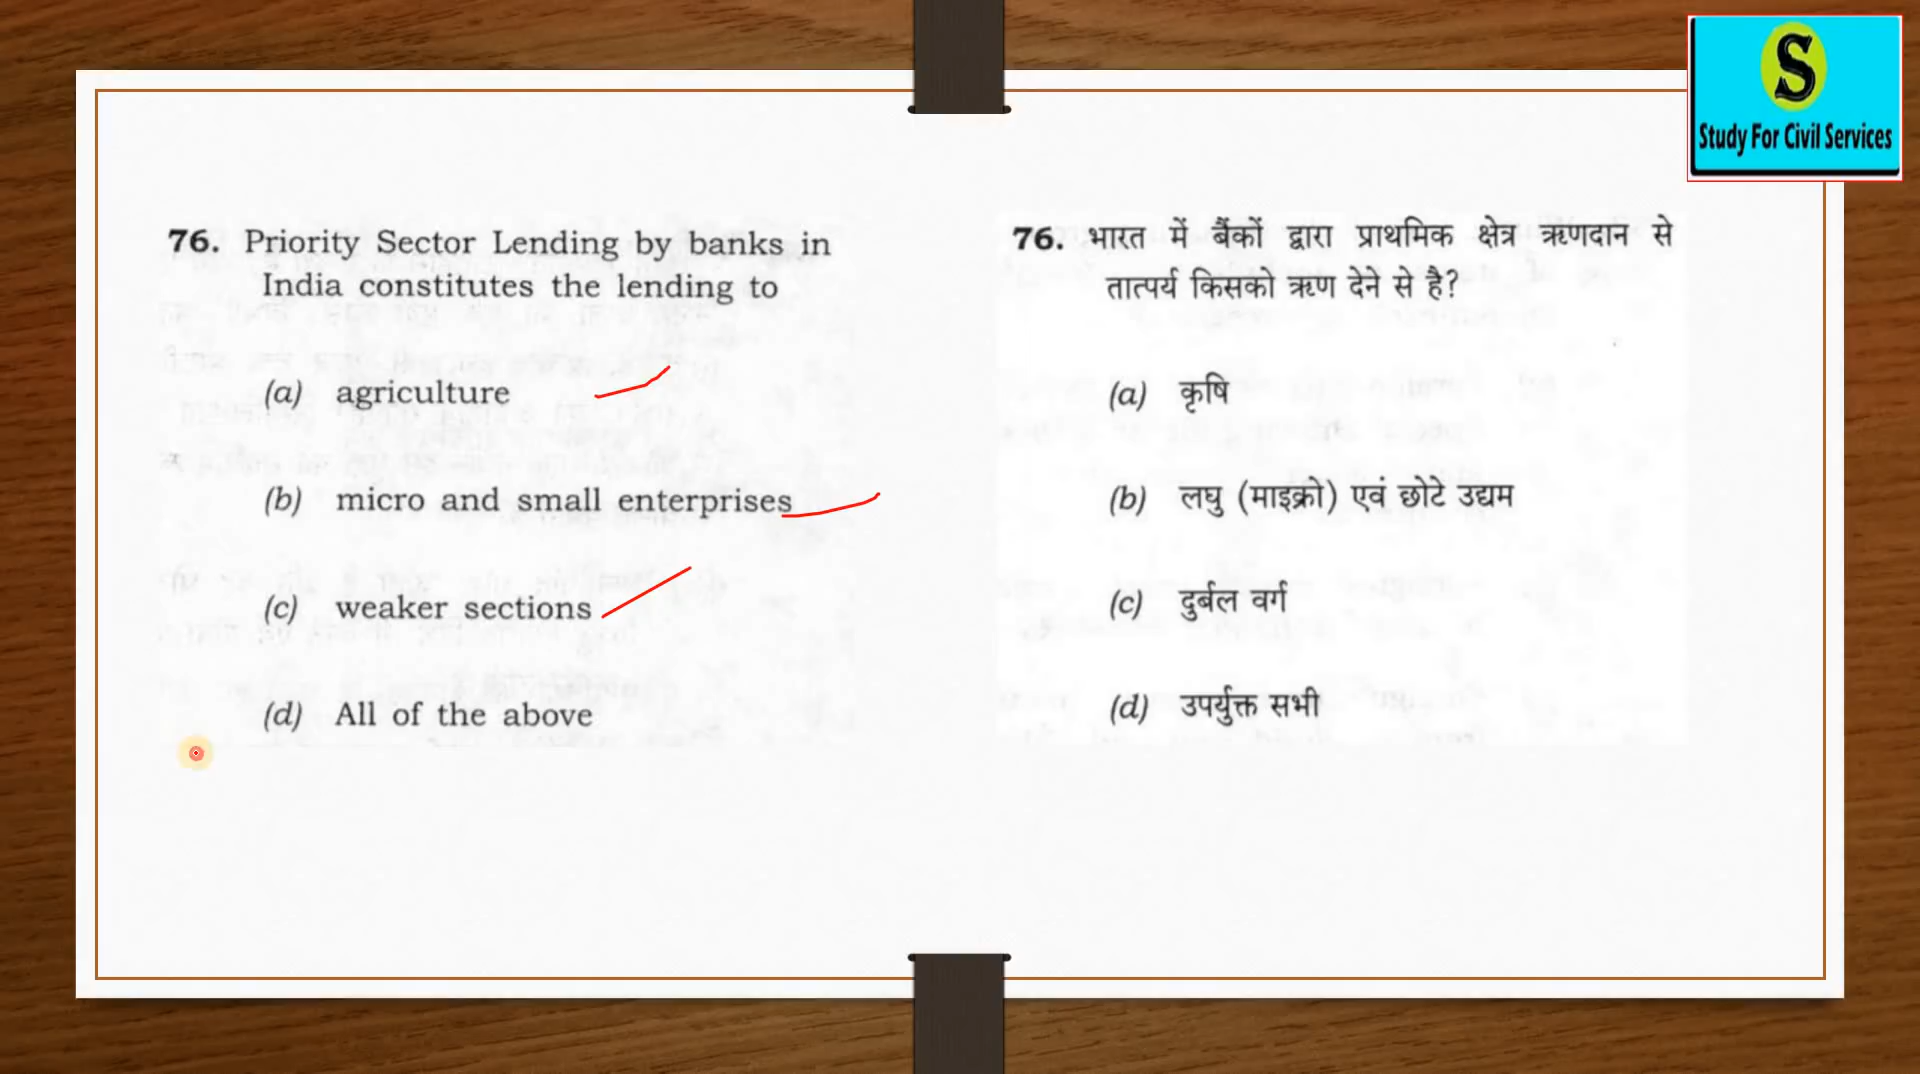 S
Study For Civil Services
76. Priority Sector Lending by banks in
India constitutes the lending to
(a) agriculture
(b) micro and small enterprises
(c) weaker sections
(d) All of the above
76. भारत में बैंकों द्वारा प्राथमिक क्षेत्र ऋणदान से
तात्पर्य किसको ऋण देने से है?
(a) कृषि
(b) लघु (माइक्रो) एवं छोटे उद्यम
(c) दुर्बल वर्ग
(d) उपर्युक्त सभी